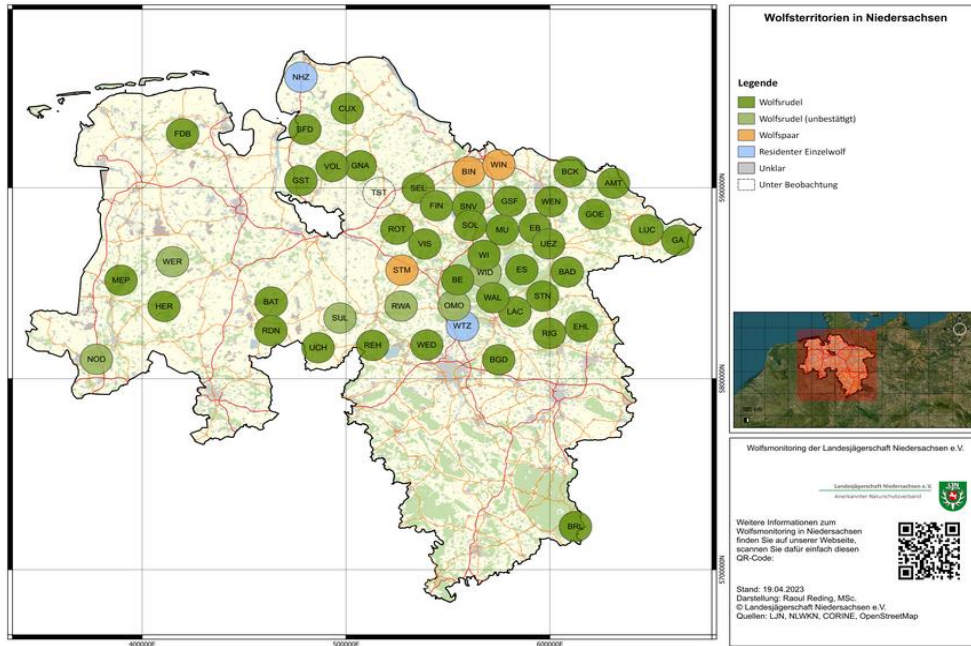 NHZ
CUX
SFD
FDB
VOL
GNA
GST
TST
SEL
BIN
WIN
BCK
AMT
FIN
SNV
GSF
WEN
GOE
ROT
VIS
SOL
MU
EB
UEZ
LUC
GA
WER
MEP
HER
STM
WI
WID
BE
ES
BAD
BAT
SUL
RWA
OMO
WAL
LAC
STN
RDN
UCH
REH
WED
WTZ
BGD
RIG
EHL
NOD
BRL
400000E
500000E
600000E
5900000N
5800000N
5700000N
Wolfsterritorien in Niedersachsen
Legende
Wolfsrudel
Wolfsrudel (unbestätigt)
Wolfspaar
Residenter Einzelwolf
Unklar
Unter Beobachtung
Wolfsmonitoring der Landesjägerschaft Niedersachsen e.V.
Landesjägerschaft Niedersachsen e.V.
Anerkannter Naturschutzverband
LJN
Weitere Informationen zum
Wolfsmonitoring in Niedersachsen
finden Sie auf unserer Webseite,
scannen Sie dafür einfach diesen
QR-Code:
Stand: 19.04.2023
Darstellung: Raoul Reding, MSc.
© Landesjägerschaft Niedersachsen e.V.
Quellen: LJN, NLWKN, CORINE, OpenStreetMap